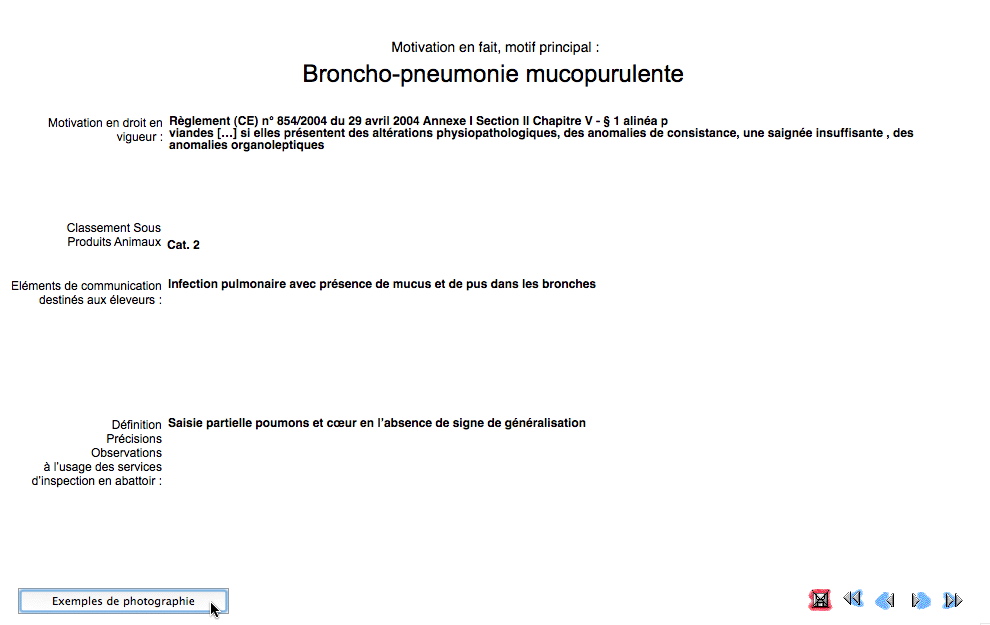 Motivation en fait, motif principal :
Broncho-pneumonie mucopurulente
Motivation en droit en
vigueur :
Règlement (CE) n° 854/2004 du 29 avril 2004 Annexe I Section II Chapitre V - § 1 alinéa p
viandes [...] si elles présentent des altérations physiopathologiques, des anomalies de consistance, une saignée insuffisante , des
anomalies organoleptiques
Classement Sous
Produits Animaux
Cat. 2
Eléments de communication
destinés aux éleveurs :
Infection pulmonaire avec présence de mucus et de pus dans les bronches
Définition
Précisions
Observations
à l'usage des services
d'inspection en abattoir :
Saisie partielle poumons et cœur en l'absence de signe de généralisation
Exemples de photographie